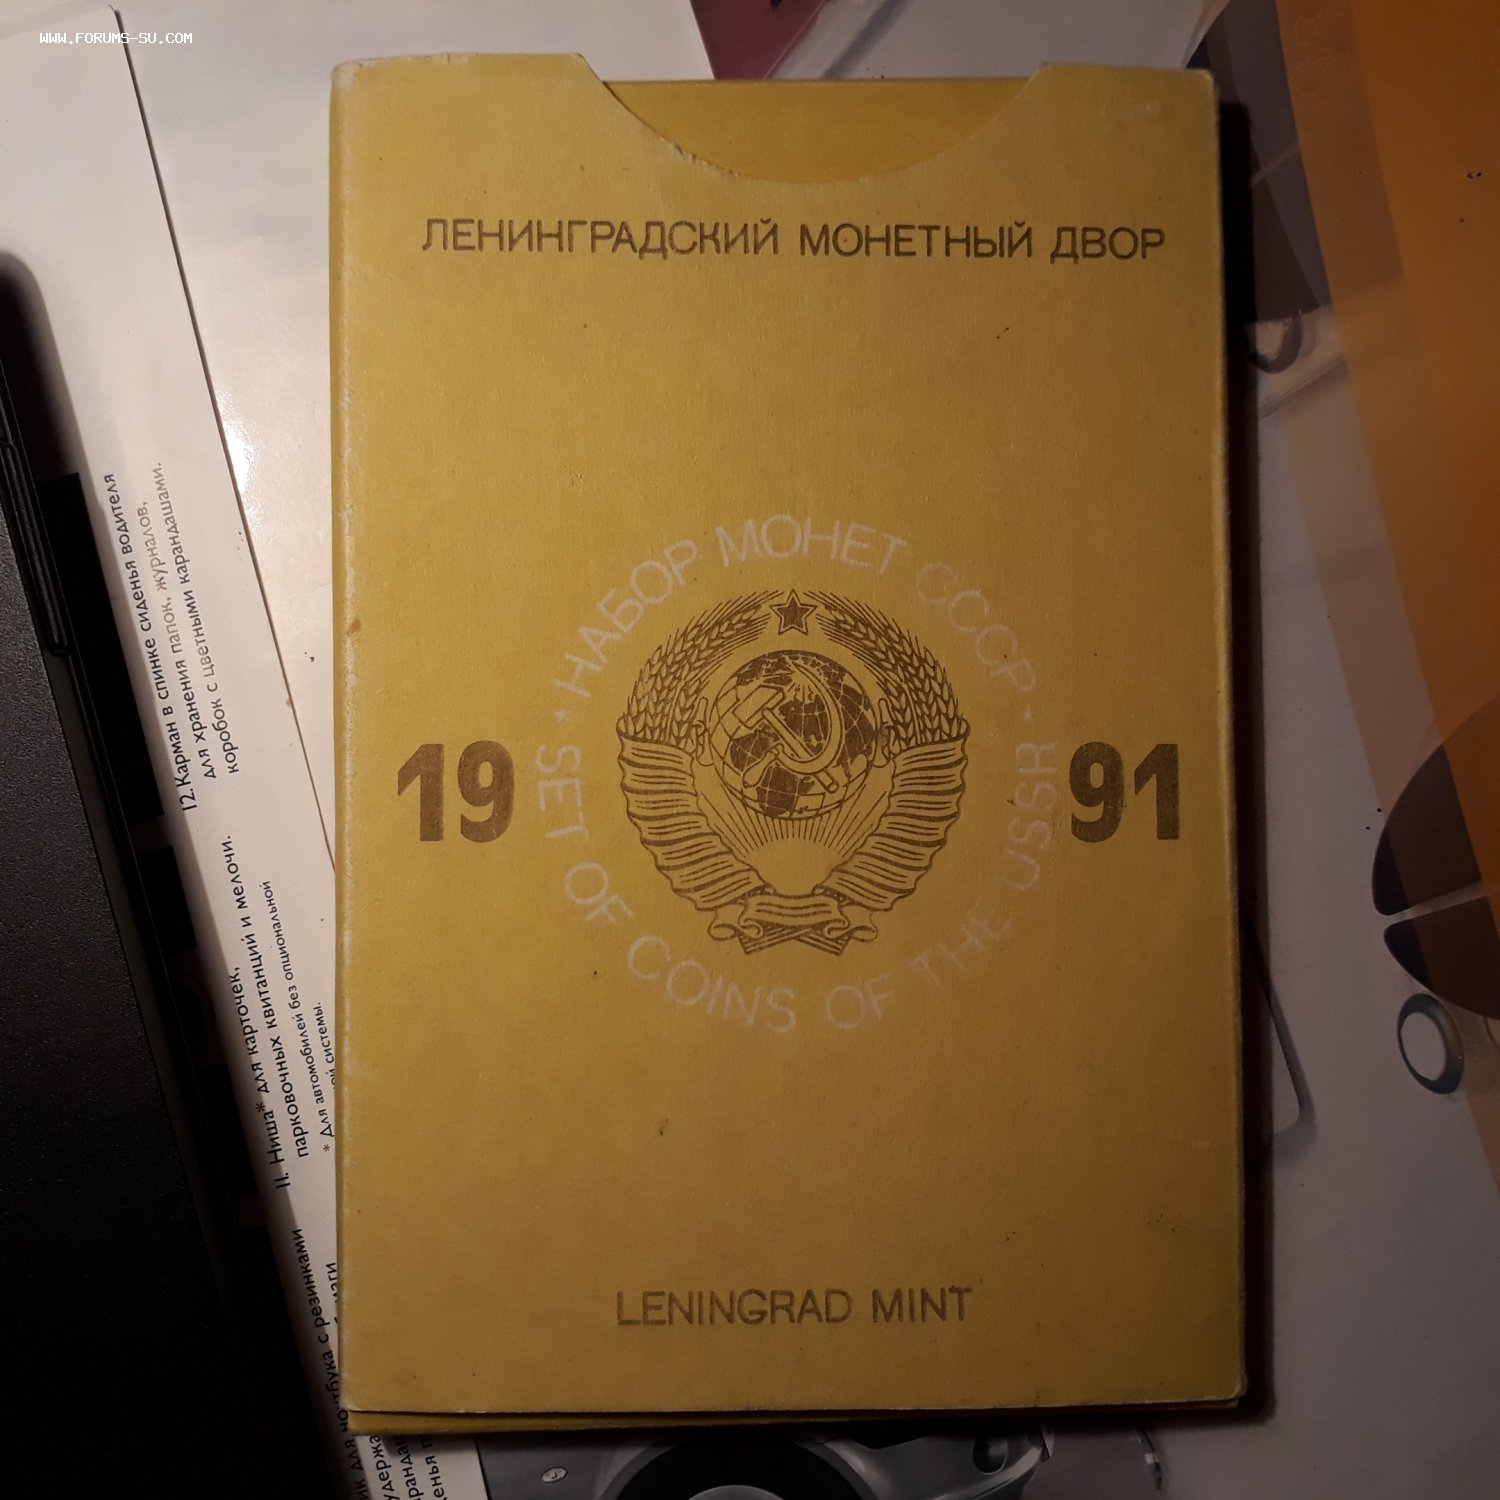 WWW.FORUMS-SU.COM
ЛЕНИНГРАДСКИЙ МОНЕТНЫЙ ДВОР
· НАБОР МОНЕТ СССР ·
SET OF COINS OF THE USSR
19 91
LENINGRAD MINT
12. Карман в спинке сиденья водителя
для хранения папок, журналов,
коробок с цветными карандашами.
11. Ниша* для карточек,
парковочных квитанций и мелочи.
* Для автомобилей без опциональной
системы.
с резинками